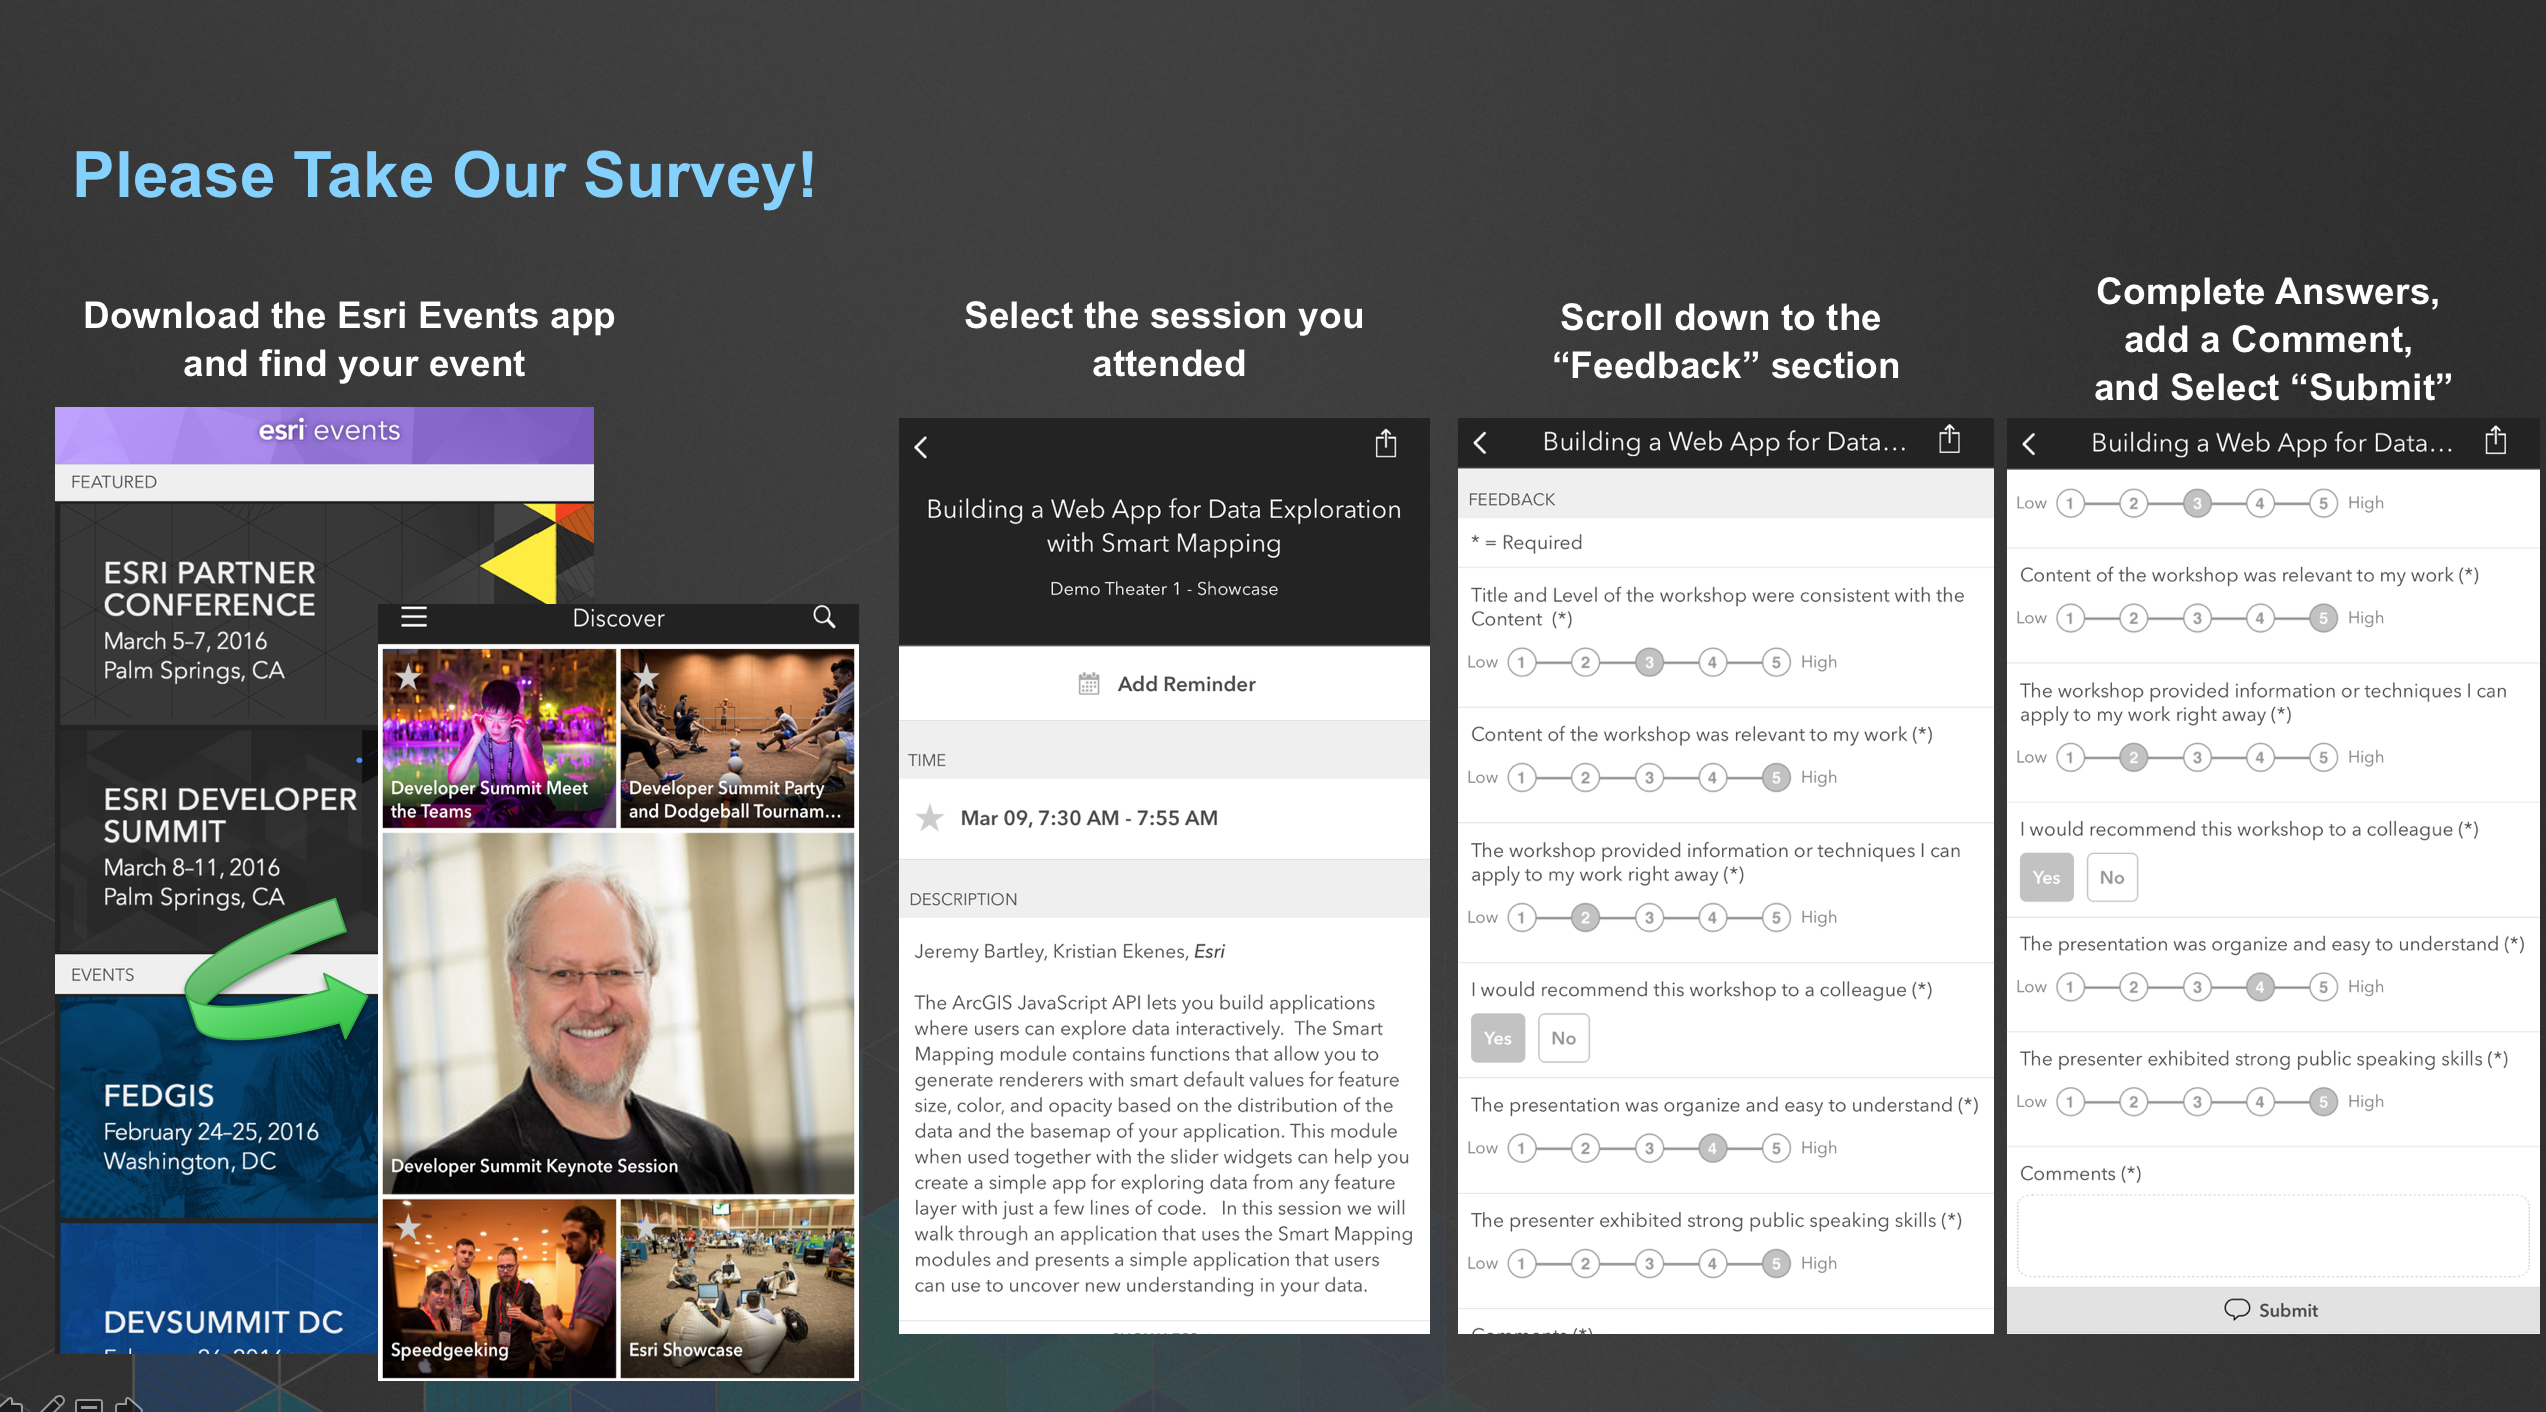 Please Take Our Survey!
Download the Esri Events app
and find your event
esri events
FEATURED
ESRI PARTNER
CONFERENCE
March 5–7, 2016
Palm Springs, CA
ESRI DEVELOPER
SUMMIT
March 8–11, 2016
Palm Springs, CA
EVENTS
FEDGIS
February 24–25, 2016
Washington, DC
DEVSUMMIT DC
Discover
Developer Summit Meet
the Teams
Developer Summit Party
and Dodgeball Tournam...
Developer Summit Keynote Session
Speedgeeking
Esri Showcase
Select the session you
attended
Building a Web App for Data Exploration
with Smart Mapping
Demo Theater 1 - Showcase
Add Reminder
TIME
Mar 09, 7:30 AM - 7:55 AM
DESCRIPTION
Jeremy Bartley, Kristian Ekenes, Esri
The ArcGIS JavaScript API lets you build applications
where users can explore data interactively.  The Smart
Mapping module contains functions that allow you to
generate renderers with smart default values for feature
size, color, and opacity based on the distribution of the
data and the basemap of your application. This module
when used together with the slider widgets can help you
create a simple app for exploring data from any feature
layer with just a few lines of code.   In this session we will
walk through an application that uses the Smart Mapping
modules and presents a simple application that users
can use to uncover new understanding in your data.
Scroll down to the
“Feedback” section
Building a Web App for Data...
FEEDBACK
* = Required
Title and Level of the workshop were consistent with the
Content  (*)
Low 1 2 3 4 5 High
Content of the workshop was relevant to my work (*)
Low 1 2 3 4 5 High
The workshop provided information or techniques I can
apply to my work right away (*)
Low 1 2 3 4 5 High
I would recommend this workshop to a colleague (*)
Yes No
The presentation was organize and easy to understand (*)
Low 1 2 3 4 5 High
The presenter exhibited strong public speaking skills (*)
Low 1 2 3 4 5 High
Comments (*)
Complete Answers,
add a Comment,
and Select “Submit”
Building a Web App for Data...
Low 1 2 3 4 5 High
Content of the workshop was relevant to my work (*)
Low 1 2 3 4 5 High
The workshop provided information or techniques I can
apply to my work right away (*)
Low 1 2 3 4 5 High
I would recommend this workshop to a colleague (*)
Yes No
The presentation was organize and easy to understand (*)
Low 1 2 3 4 5 High
The presenter exhibited strong public speaking skills (*)
Low 1 2 3 4 5 High
Comments (*)
Submit